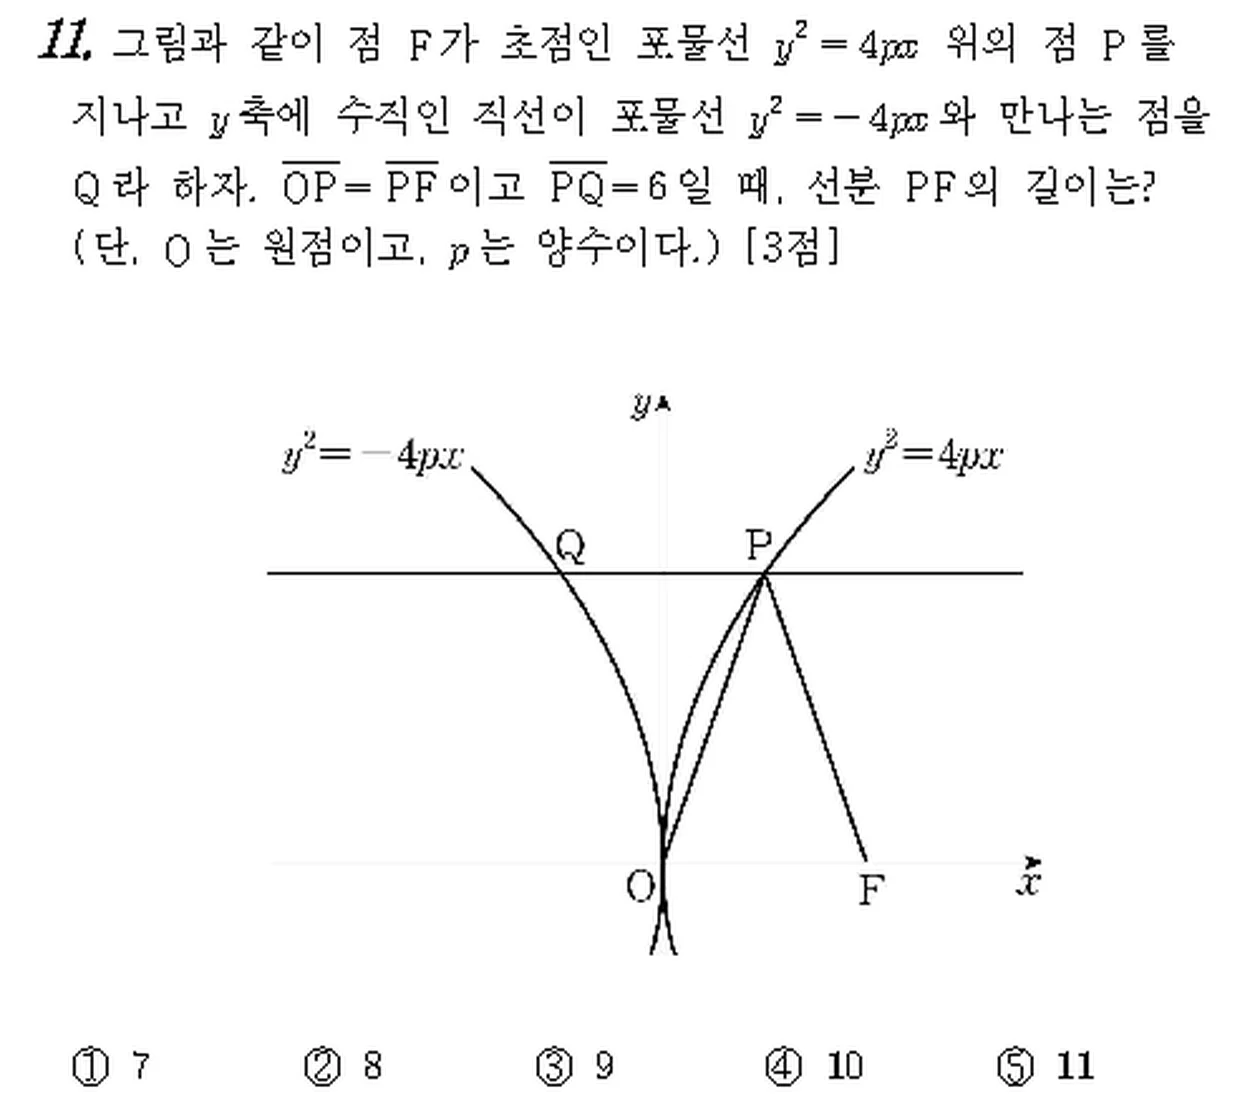 11. 그림과 같이 점 F가 초점인 포물선 y² = 4px 위의 점 P를
지나고 y축에 수직인 직선이 포물선 y² = −4px와 만나는 점을
Q라 하자. O̅P̅ = P̅F̅이고 P̅Q̅ = 6일 때, 선분 PF의 길이는?
(단, O는 원점이고, p는 양수이다.) [3점]
y
y²= −4px
y²=4px
Q
P
O
F
x
① 7 ② 8 ③ 9 ④ 10 ⑤ 11